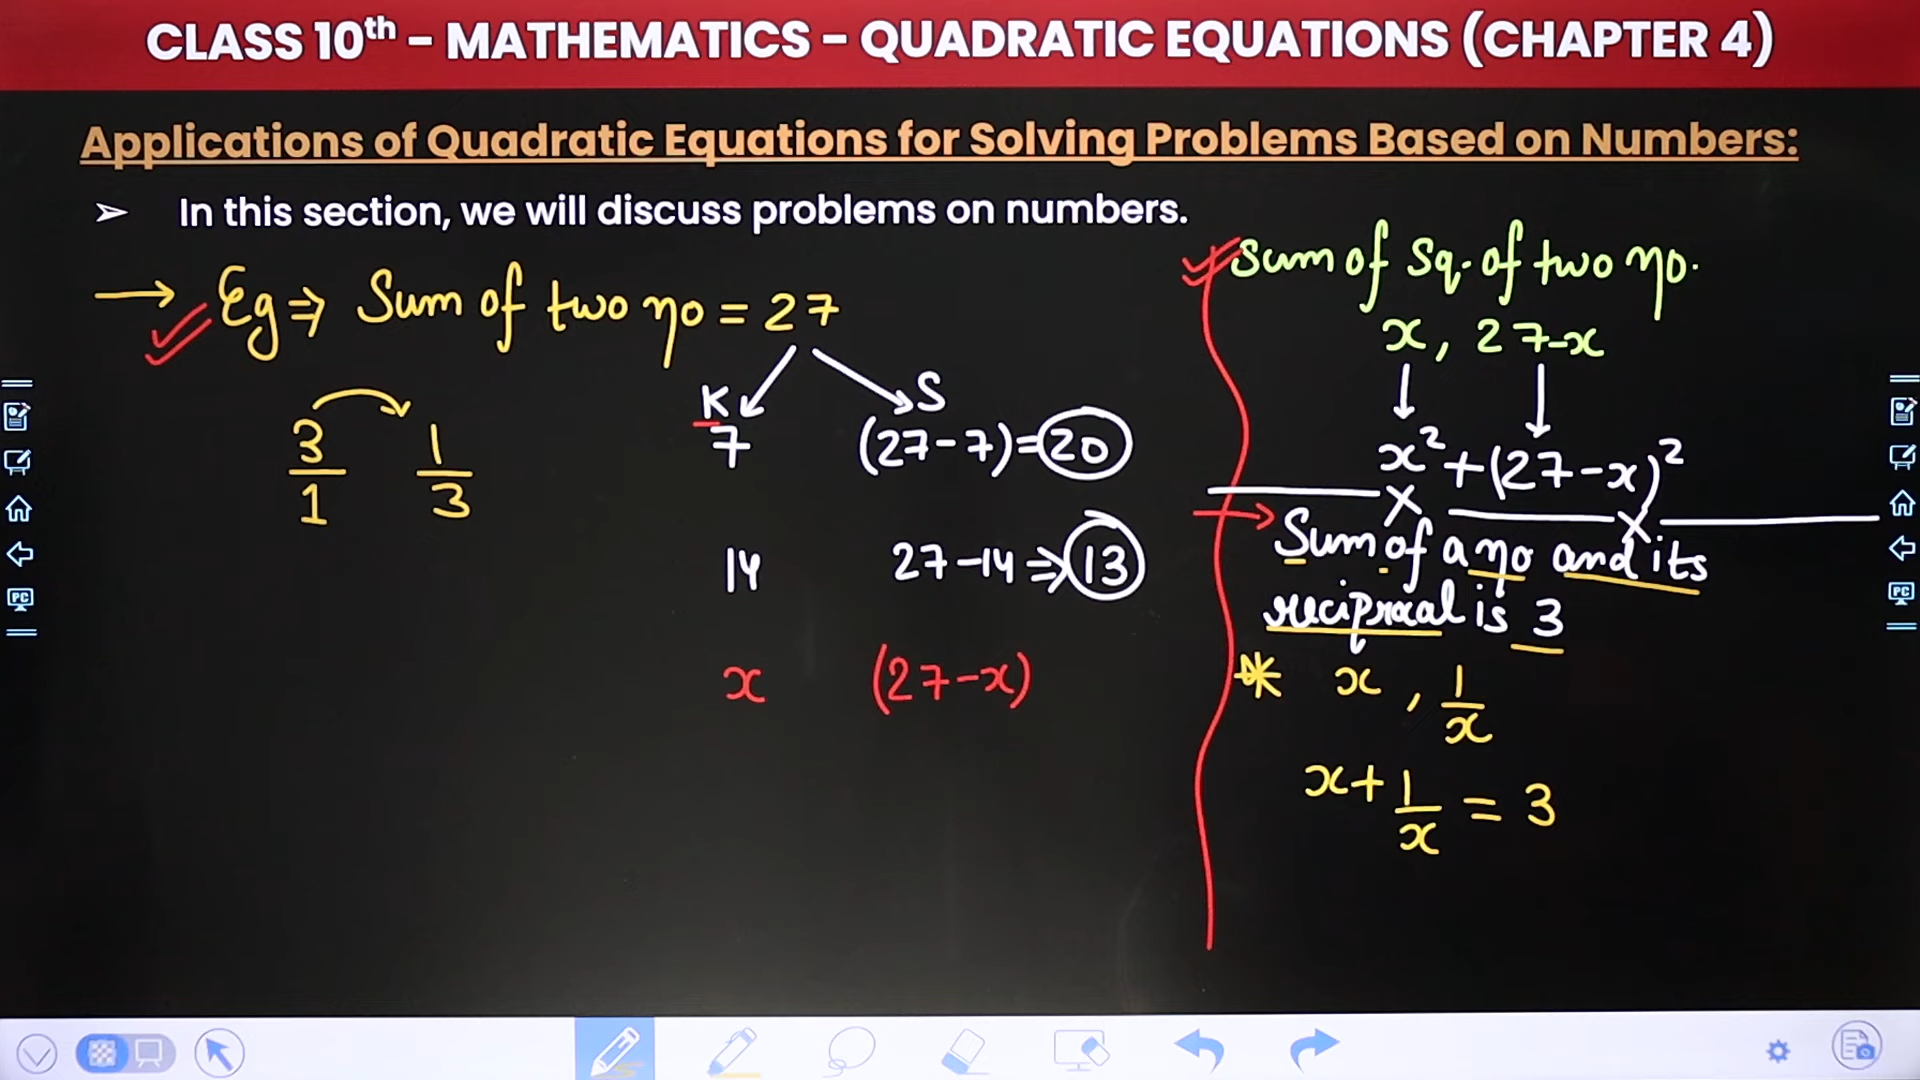 CLASS 10th - MATHEMATICS - QUADRATIC EQUATIONS (CHAPTER 4)
Applications of Quadratic Equations for Solving Problems Based on Numbers:
➢ In this section, we will discuss problems on numbers.
→ Eg ⇒ Sum of two no = 27
K S
7 (27-7)=20
14 27-14 ⇒ 13
x (27-x)
3/1 1/3
Sum of Sq. of two no.
x, 27-x
x²+(27-x)²
Sum of a no and its
reciprocal is 3
* x , 1/x
x + 1/x = 3
PC
PC